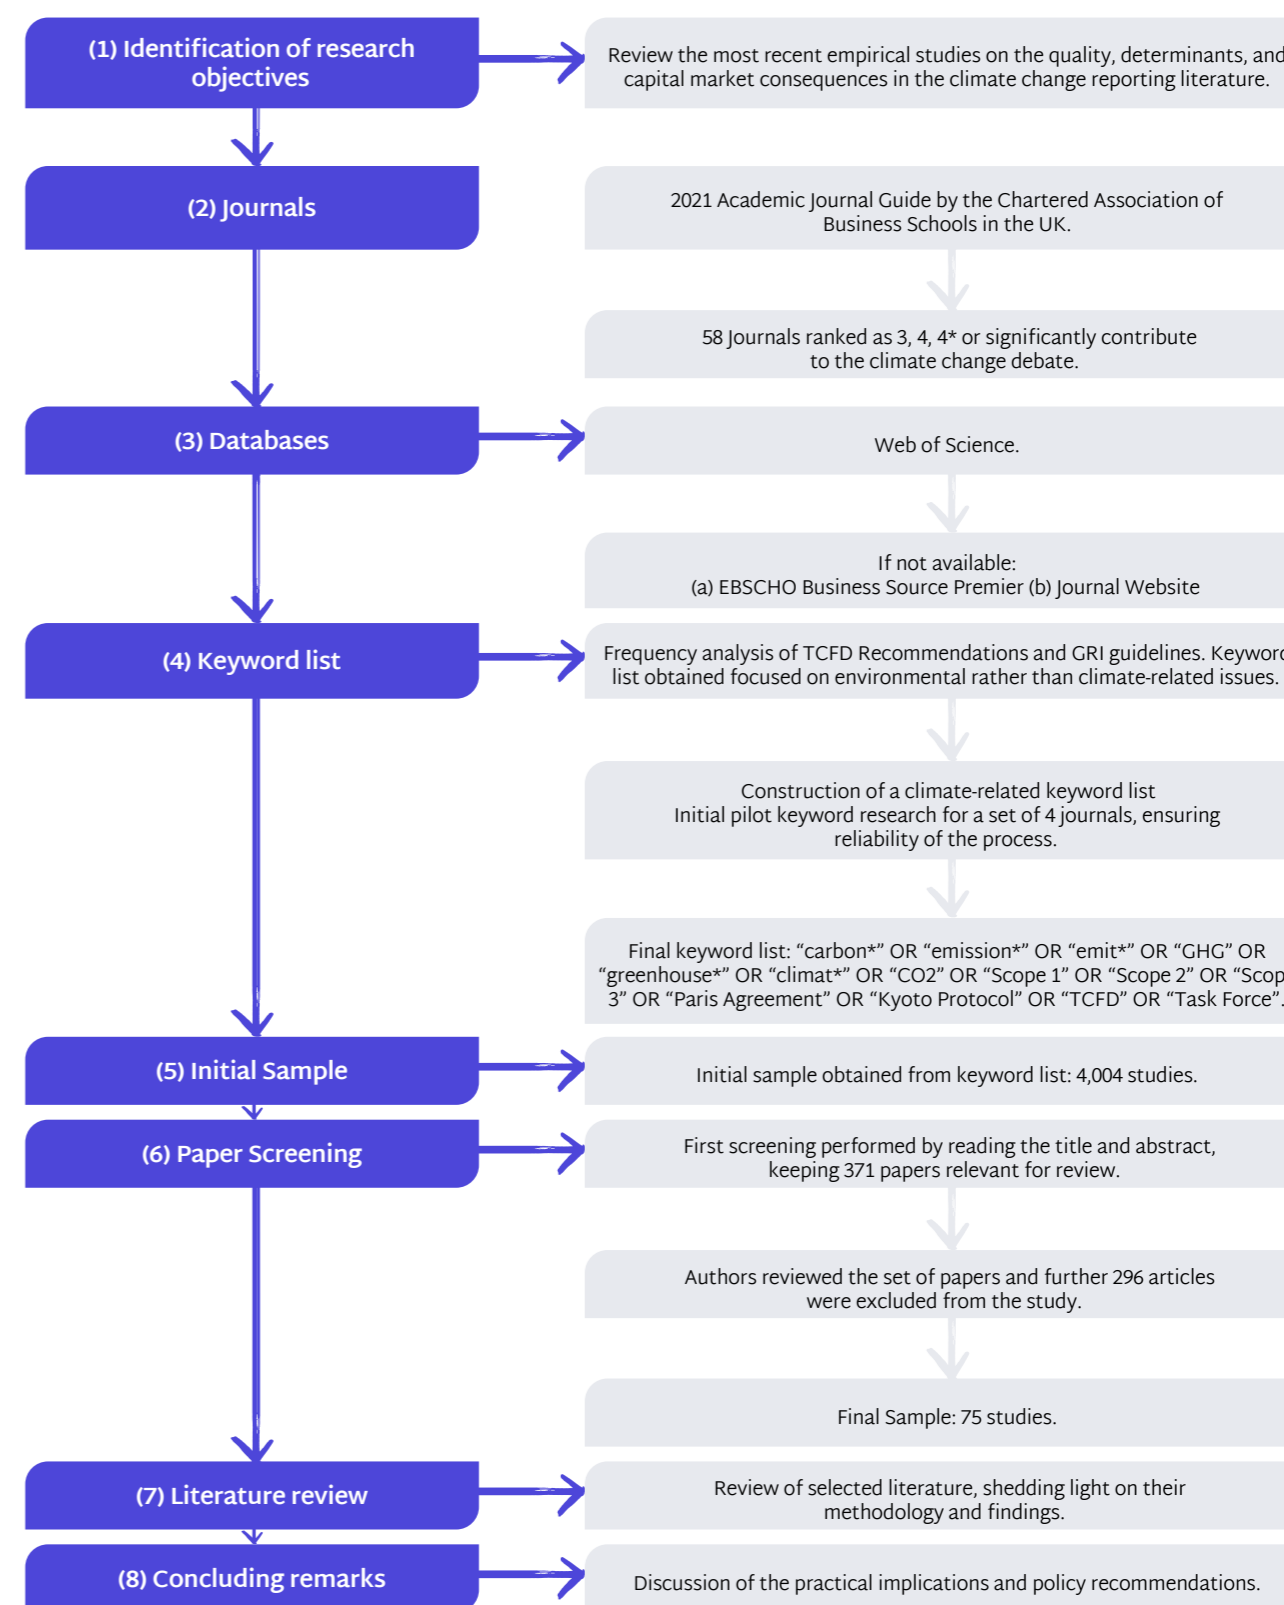 (1) Identification of research
objectives
Review the most recent empirical studies on the quality, determinants, and
capital market consequences in the climate change reporting literature.
(2) Journals
2021 Academic Journal Guide by the Chartered Association of
Business Schools in the UK.
58 Journals ranked as 3, 4, 4* or significantly contribute
to the climate change debate.
(3) Databases
Web of Science.
If not available:
(a) EBSCHO Business Source Premier (b) Journal Website
(4) Keyword list
Frequency analysis of TCFD Recommendations and GRI guidelines. Keyword
list obtained focused on environmental rather than climate-related issues.
Construction of a climate-related keyword list
Initial pilot keyword research for a set of 4 journals, ensuring
reliability of the process.
Final keyword list: “carbon*” OR “emission*” OR “emit*” OR “GHG” OR
“greenhouse*” OR “climat*” OR “CO2” OR “Scope 1” OR “Scope 2” OR “Scop
3” OR “Paris Agreement” OR “Kyoto Protocol” OR “TCFD” OR “Task Force”.
(5) Initial Sample
Initial sample obtained from keyword list: 4,004 studies.
(6) Paper Screening
First screening performed by reading the title and abstract,
keeping 371 papers relevant for review.
Authors reviewed the set of papers and further 296 articles
were excluded from the study.
Final Sample: 75 studies.
(7) Literature review
Review of selected literature, shedding light on their
methodology and findings.
(8) Concluding remarks
Discussion of the practical implications and policy recommendations.